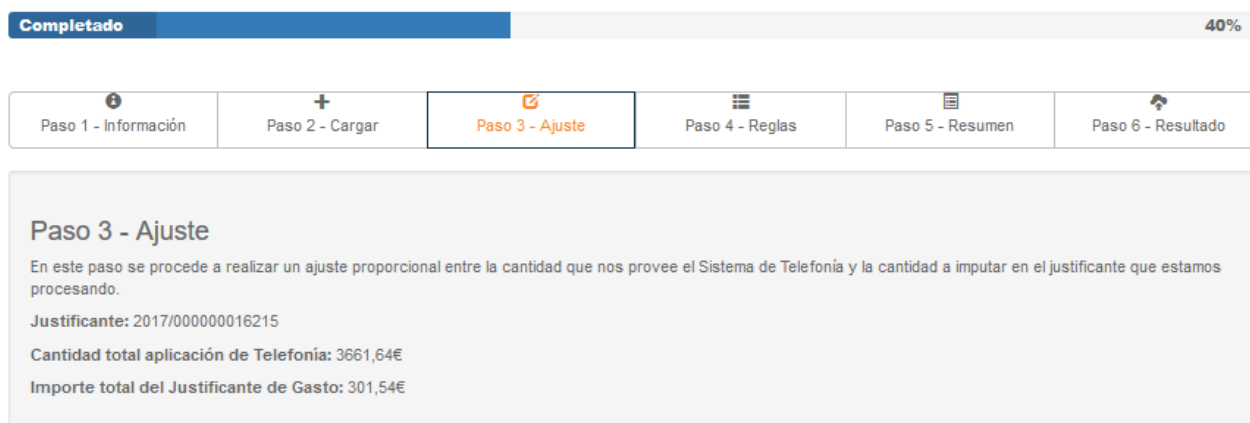 Completado 40%
Paso 1 - Información
Paso 2 - Cargar
Paso 3 - Ajuste
Paso 4 - Reglas
Paso 5 - Resumen
Paso 6 - Resultado
Paso 3 - Ajuste
En este paso se procede a realizar un ajuste proporcional entre la cantidad que nos provee el Sistema de Telefonía y la cantidad a imputar en el justificante que estamos
procesando.
Justificante: 2017/000000016215
Cantidad total aplicación de Telefonía: 3661,64€
Importe total del Justificante de Gasto: 301,54€